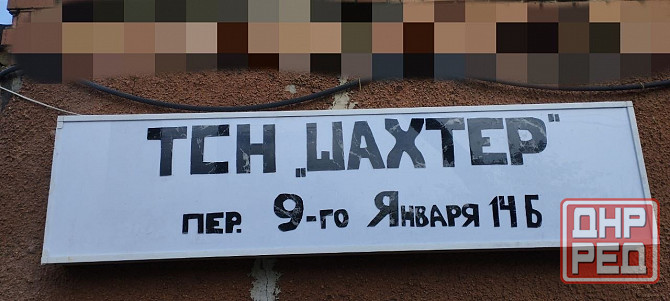 ТСН „ШАХТЕР"
ПЕР. 9-го ЯНВАРЯ 14 Б
ДНР
РЕД